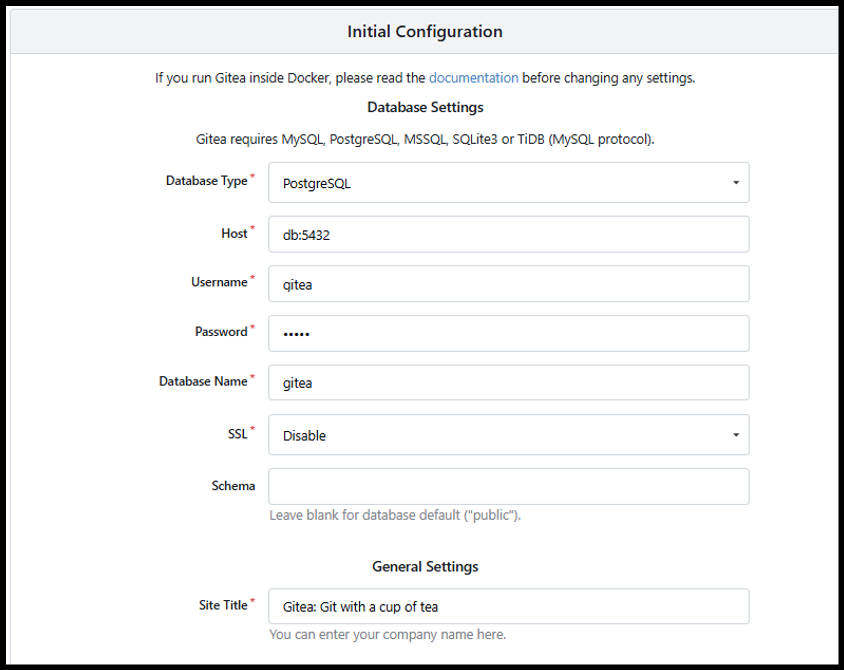 Initial Configuration
If you run Gitea inside Docker, please read the documentation before changing any settings.
Database Settings
Gitea requires MySQL, PostgreSQL, MSSQL, SQLite3 or TiDB (MySQL protocol).
Database Type* PostgreSQL
Host* db:5432
Username* gitea
Password* •••••
Database Name* gitea
SSL* Disable
Schema
Leave blank for database default ("public").
General Settings
Site Title* Gitea: Git with a cup of tea
You can enter your company name here.